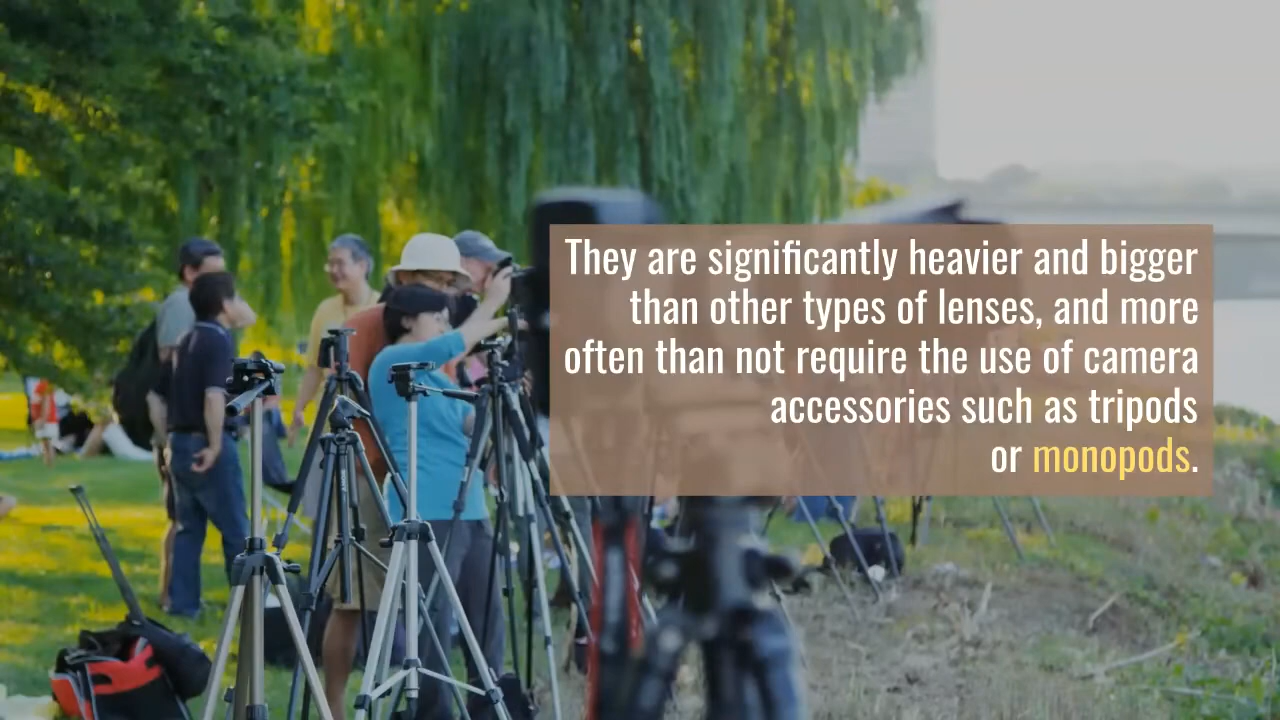 They are significantly heavier and bigger
than other types of lenses, and more
often than not require the use of camera
accessories such as tripods
or monopods.